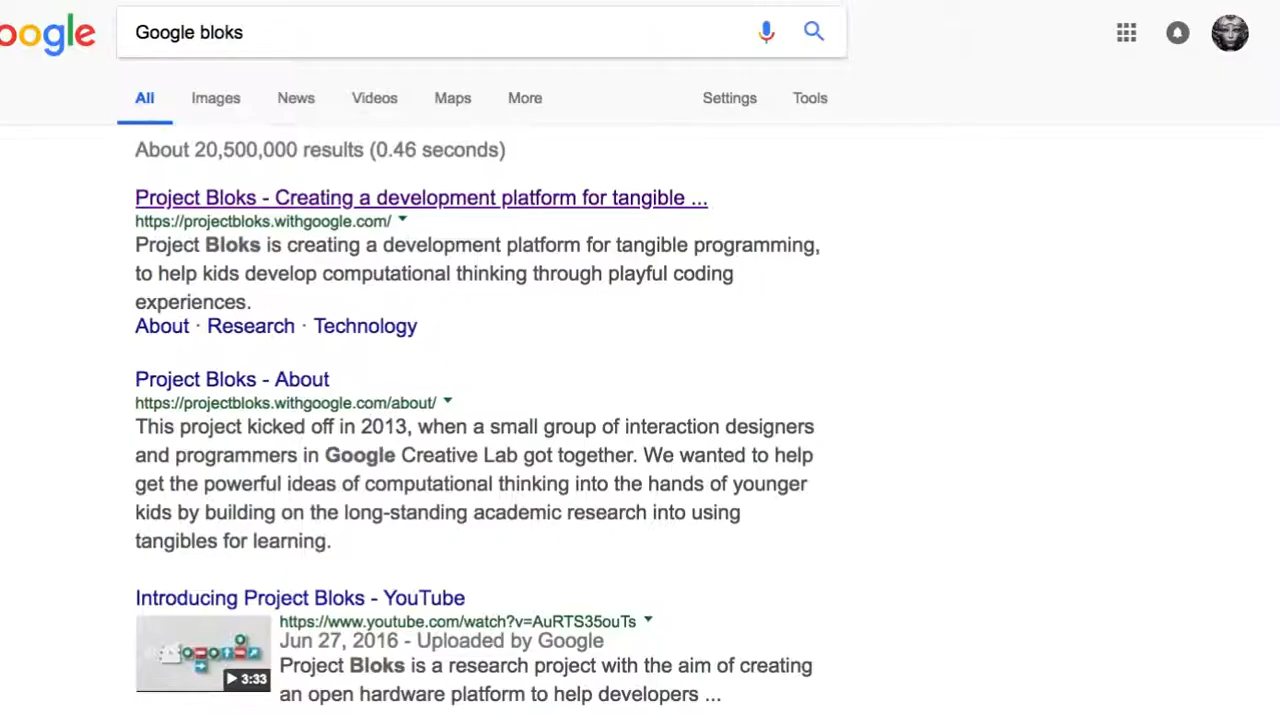 oogle
Google bloks
All Images News Videos Maps More Settings Tools
About 20,500,000 results (0.46 seconds)
Project Bloks - Creating a development platform for tangible ...
https://projectbloks.withgoogle.com/
Project Bloks is creating a development platform for tangible programming,
to help kids develop computational thinking through playful coding
experiences.
About · Research · Technology
Project Bloks - About
https://projectbloks.withgoogle.com/about/
This project kicked off in 2013, when a small group of interaction designers
and programmers in Google Creative Lab got together. We wanted to help
get the powerful ideas of computational thinking into the hands of younger
kids by building on the long-standing academic research into using
tangibles for learning.
Introducing Project Bloks - YouTube
https://www.youtube.com/watch?v=AuRTS35ouTs
Jun 27, 2016 - Uploaded by Google
Project Bloks is a research project with the aim of creating
an open hardware platform to help developers ...
3:33